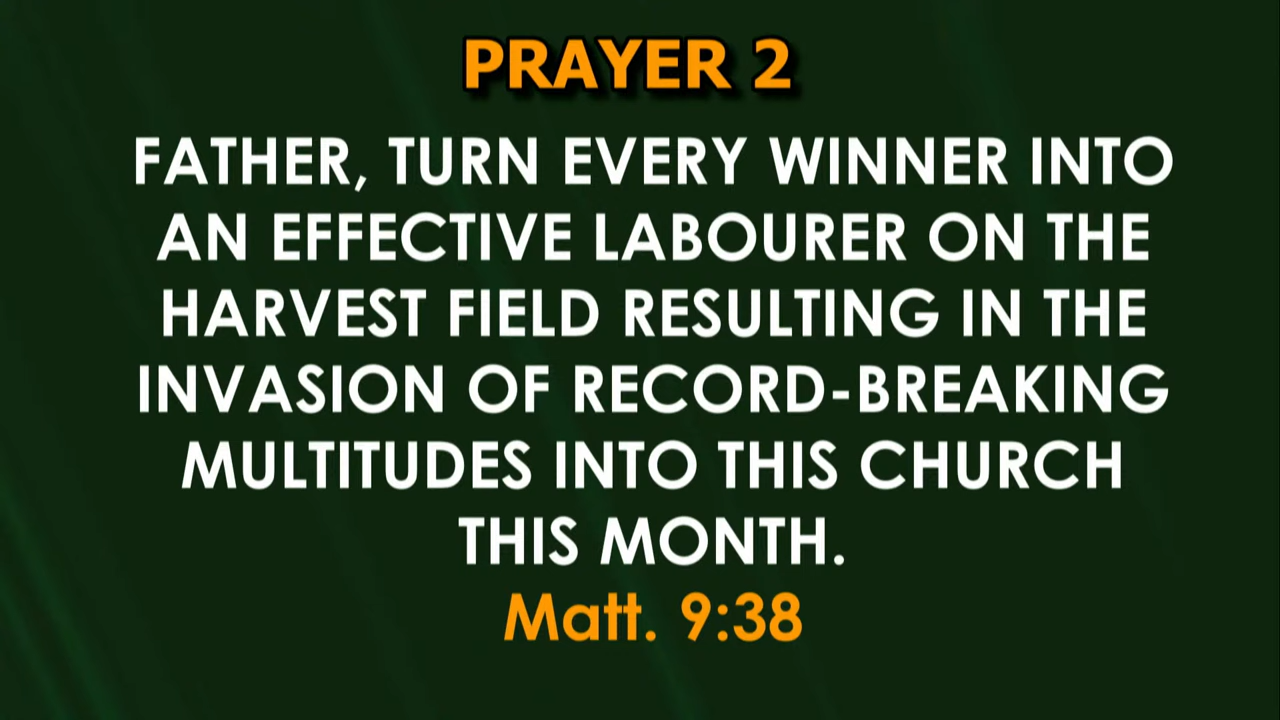 PRAYER 2
FATHER, TURN EVERY WINNER INTO
AN EFFECTIVE LABOURER ON THE
HARVEST FIELD RESULTING IN THE
INVASION OF RECORD-BREAKING
MULTITUDES INTO THIS CHURCH
THIS MONTH.
Matt. 9:38